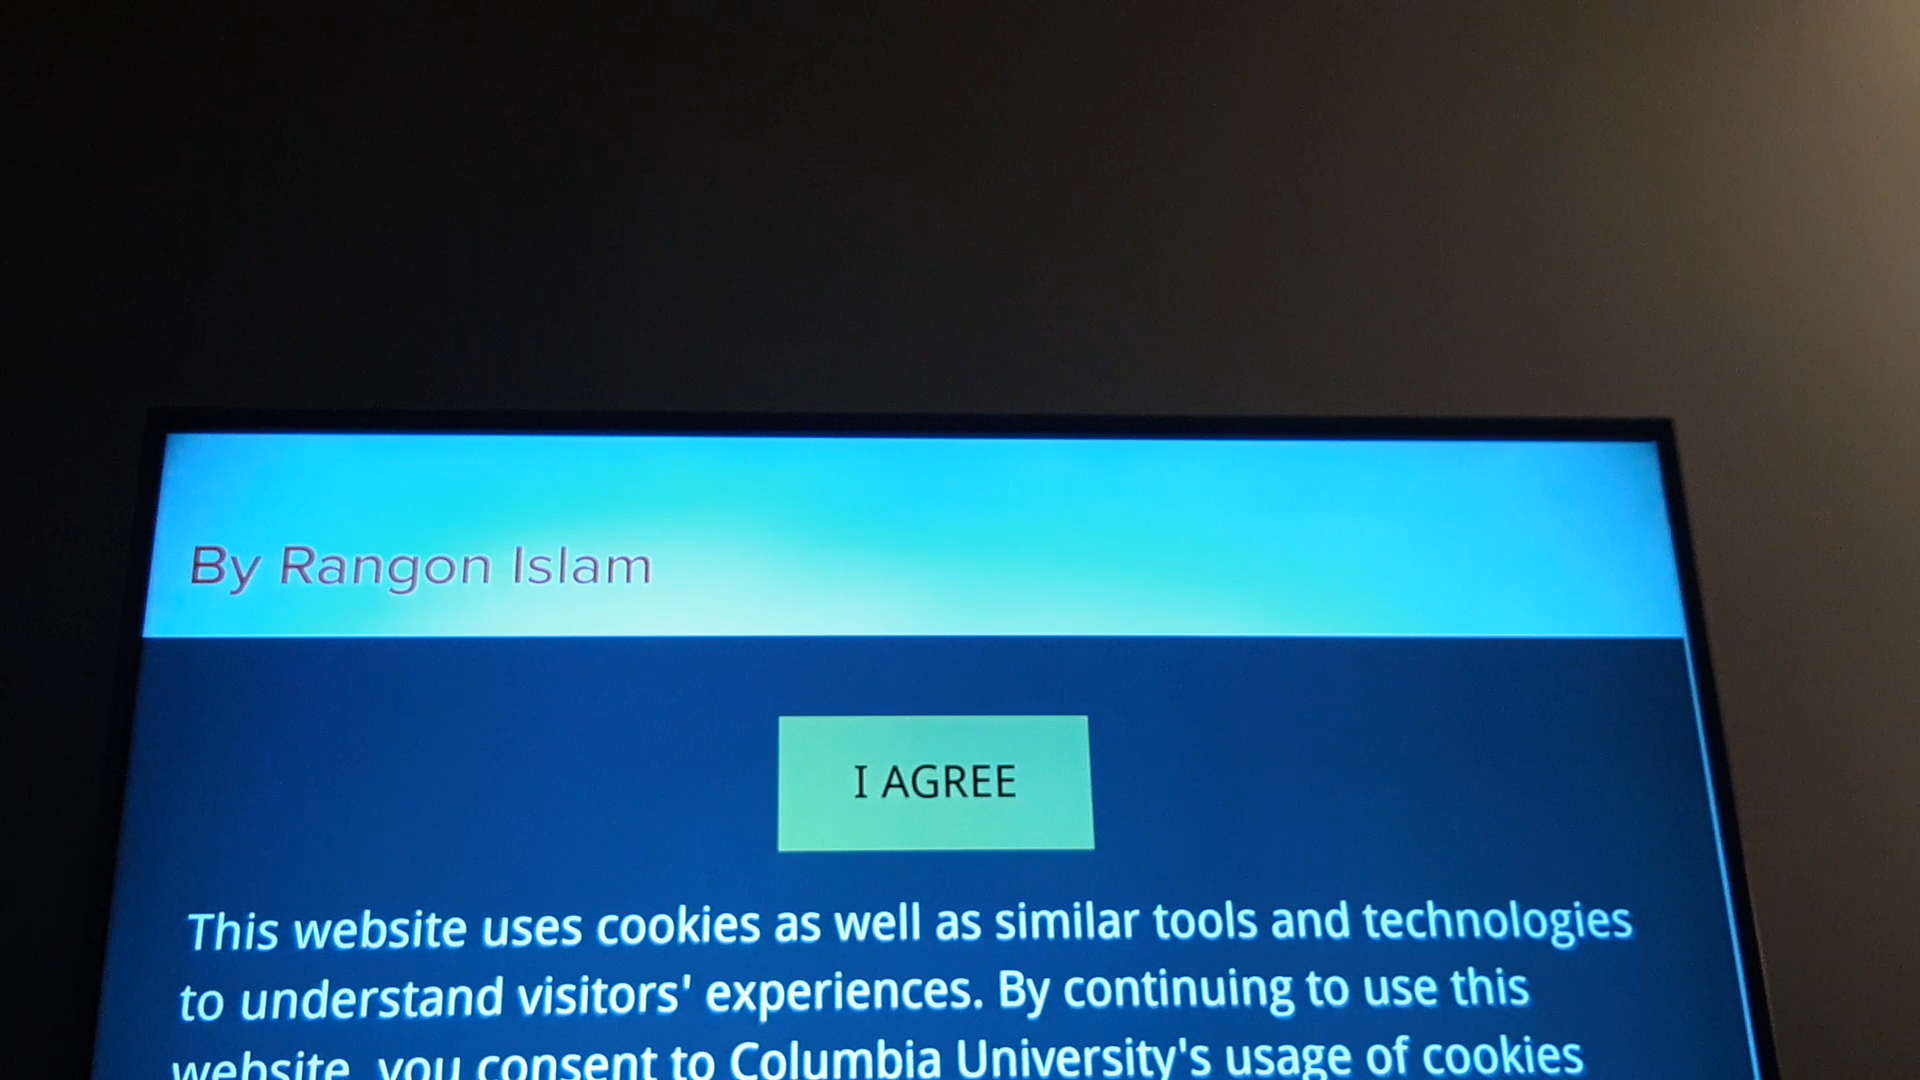 By Rangon Islam
I AGREE
This website uses cookies as well as similar tools and technologies
to understand visitors' experiences. By continuing to use this
website, you consent to Columbia University's usage of cookies